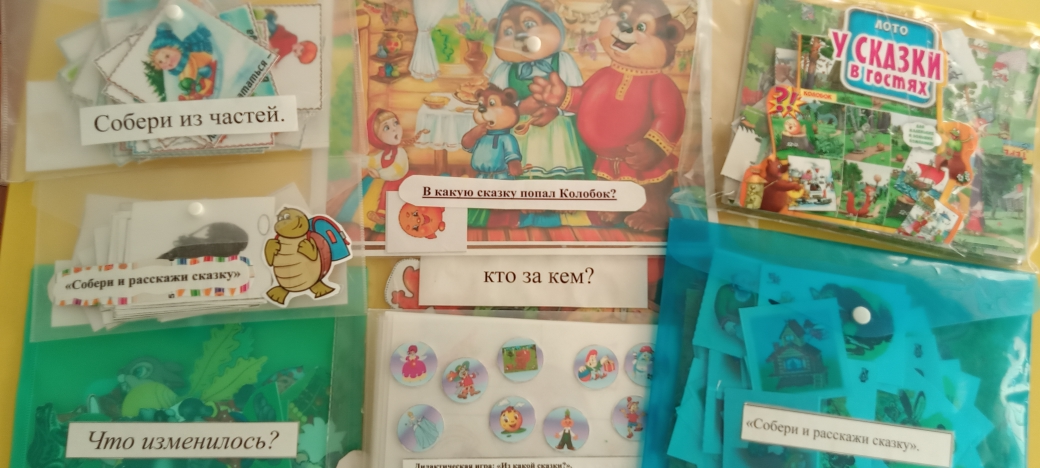 Собери из частей.
В какую сказку попал Колобок?
ЛОТО
У СКАЗКИ
В ГОСТЯХ
КОЛОБОК
«Собери и расскажи сказку»
кто за кем?
Что изменилось?
Дидактическая игра: «Из какой сказки?».
«Собери и расскажи сказку».